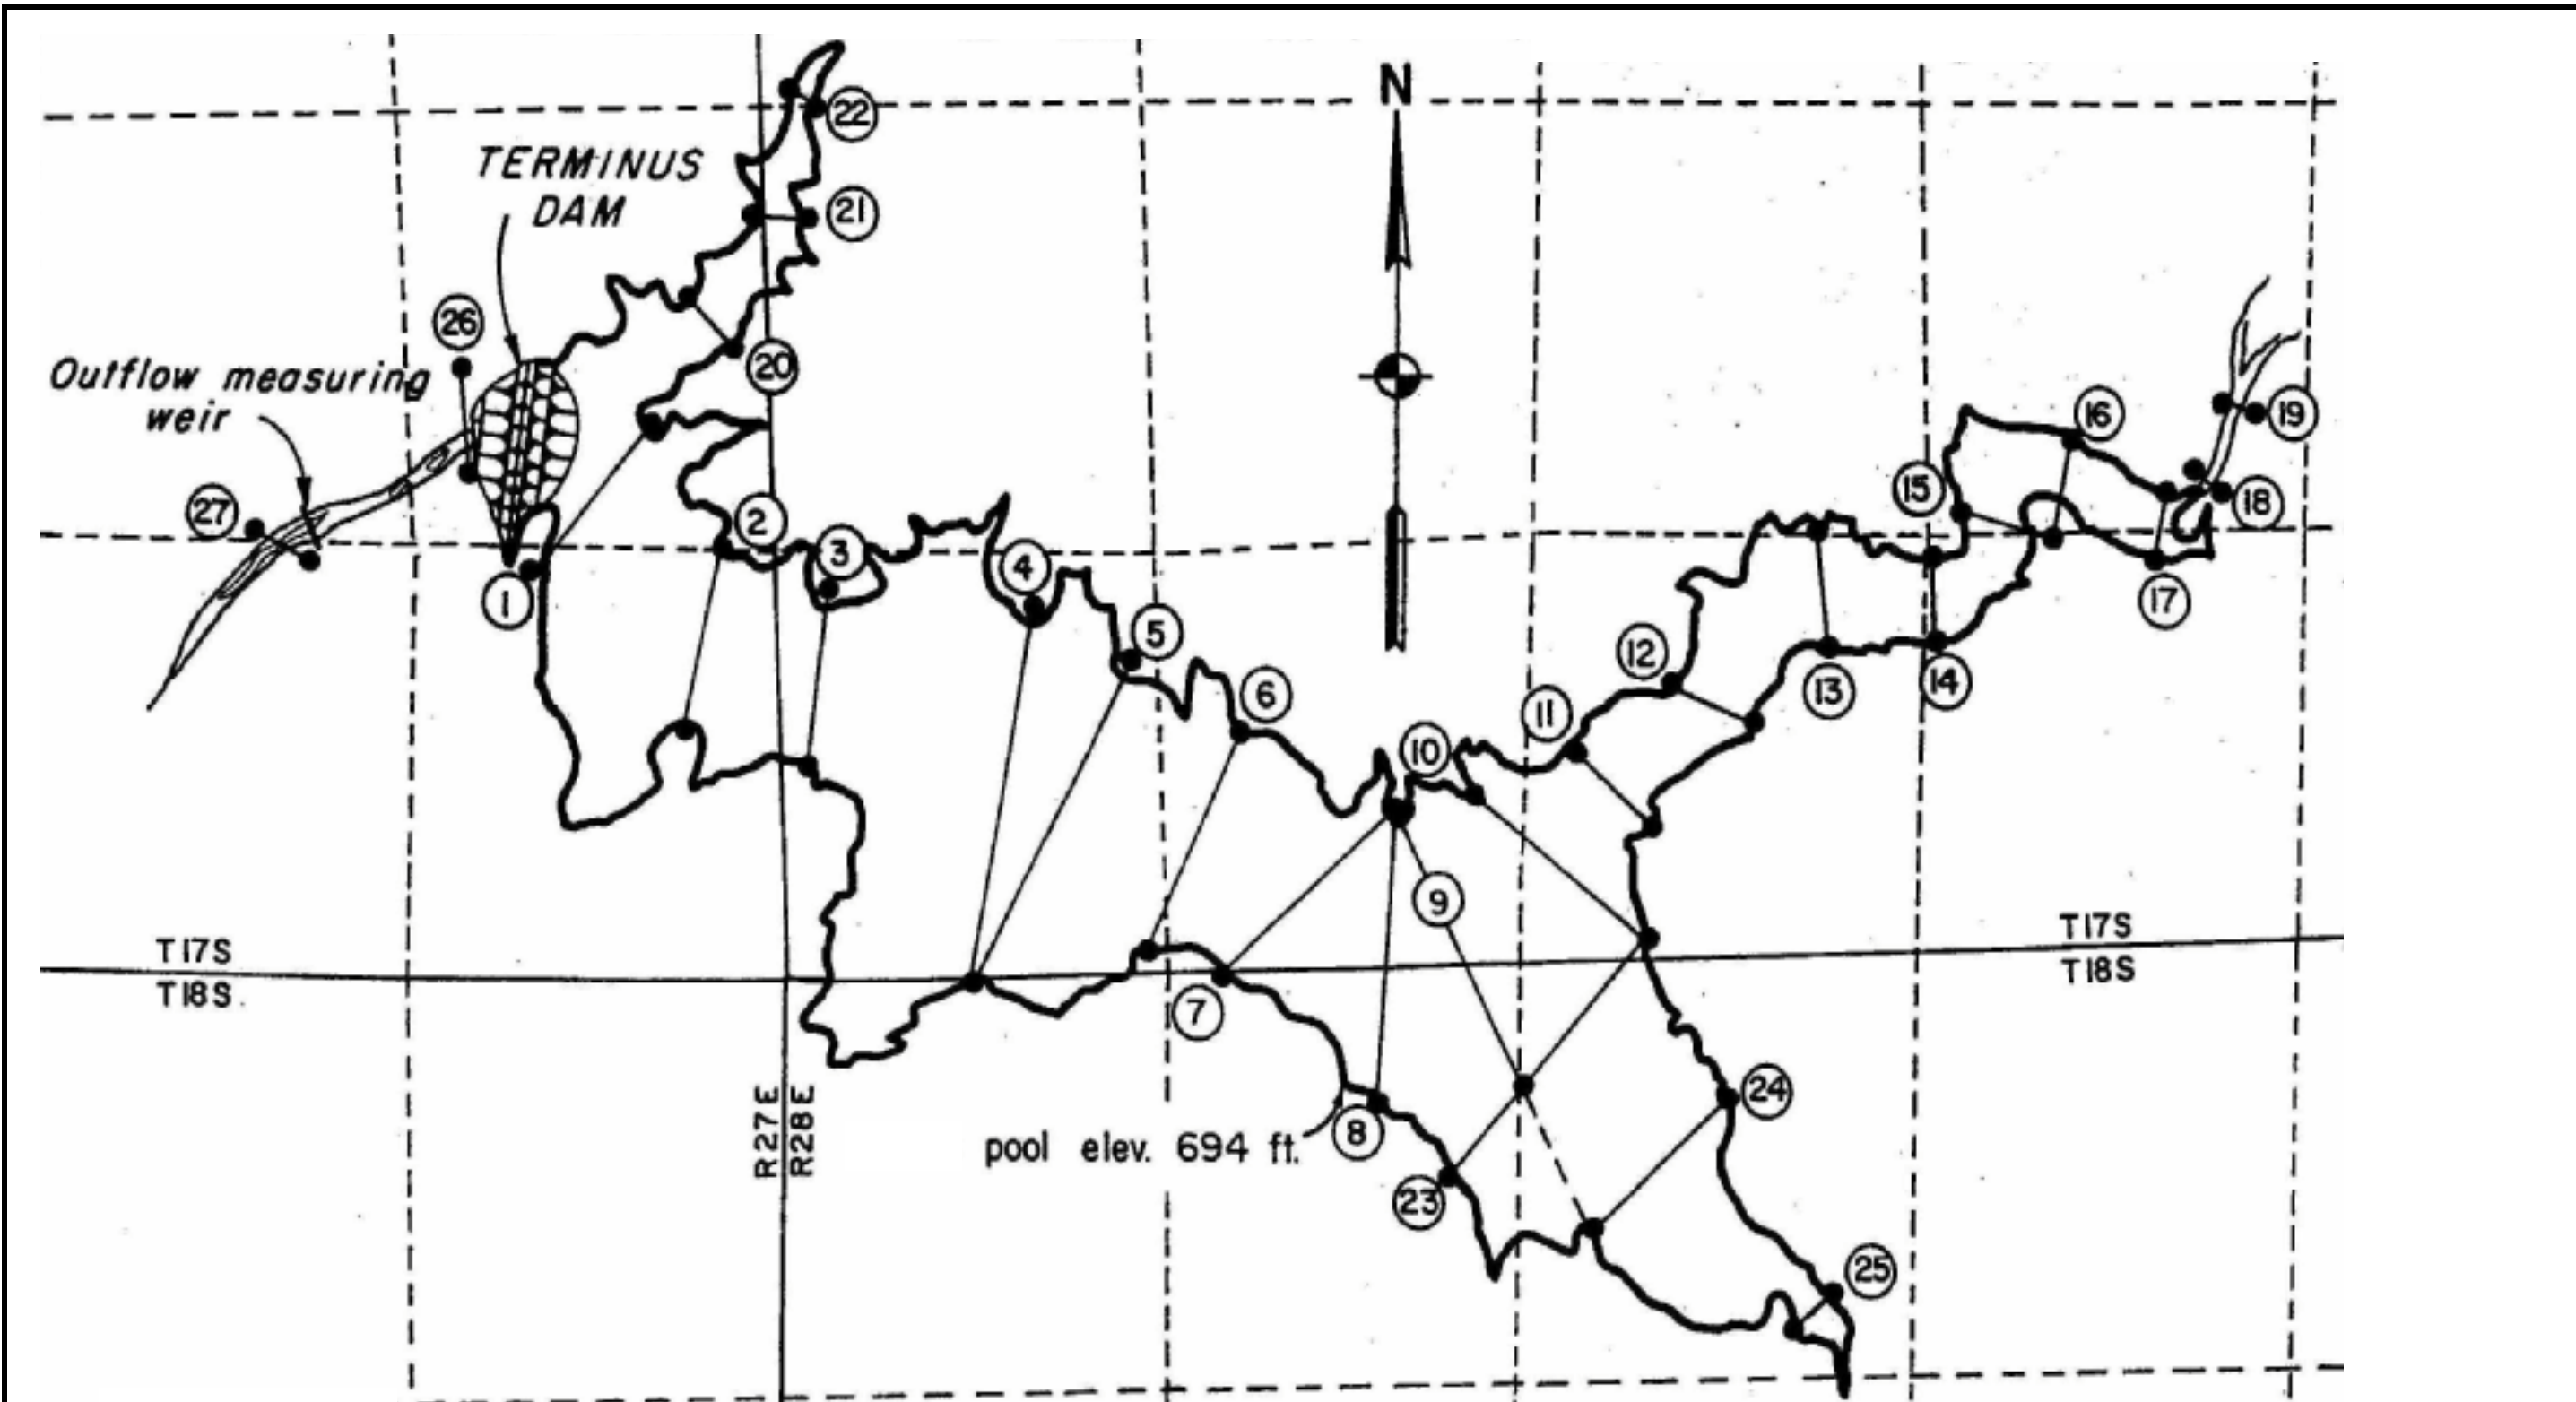 N
22
TERMINUS
DAM
21
26
20
Outflow measuring
weir
16
19
15
18
27
2
3
4
1
5
17
12
6
13
14
11
10
9
T17S
T18S.
T17S
T18S
7
R27E
R28E
24
pool elev. 694 ft.
8
23
25